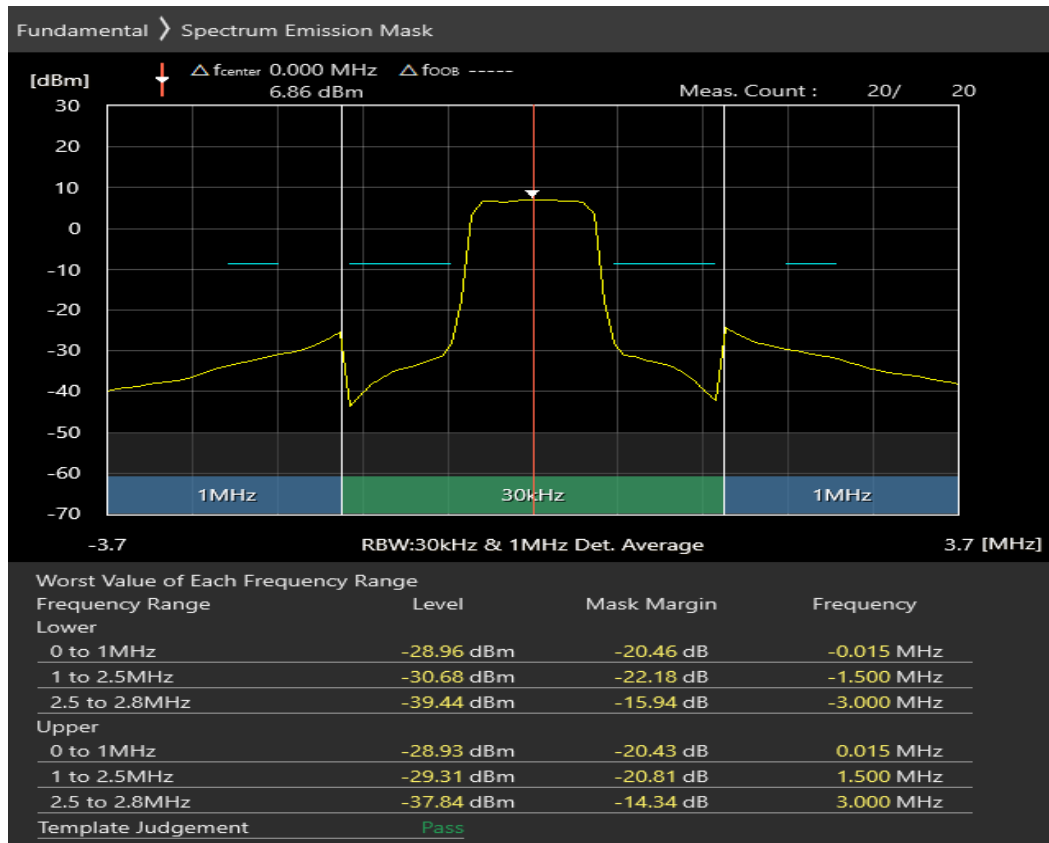 Fundamental ❯ Spectrum Emission Mask
[dBm] △ fcenter 0.000 MHz △ fOOB -----
6.86 dBm Meas. Count : 20/ 20
30
20
10
0
-10
-20
-30
-40
-50
-60
-70
1MHz 30kHz 1MHz
-3.7 RBW:30kHz & 1MHz Det. Average 3.7 [MHz]
Worst Value of Each Frequency Range
Frequency Range Level Mask Margin Frequency
Lower
0 to 1MHz -28.96 dBm -20.46 dB -0.015 MHz
1 to 2.5MHz -30.68 dBm -22.18 dB -1.500 MHz
2.5 to 2.8MHz -39.44 dBm -15.94 dB -3.000 MHz
Upper
0 to 1MHz -28.93 dBm -20.43 dB 0.015 MHz
1 to 2.5MHz -29.31 dBm -20.81 dB 1.500 MHz
2.5 to 2.8MHz -37.84 dBm -14.34 dB 3.000 MHz
Template Judgement Pass